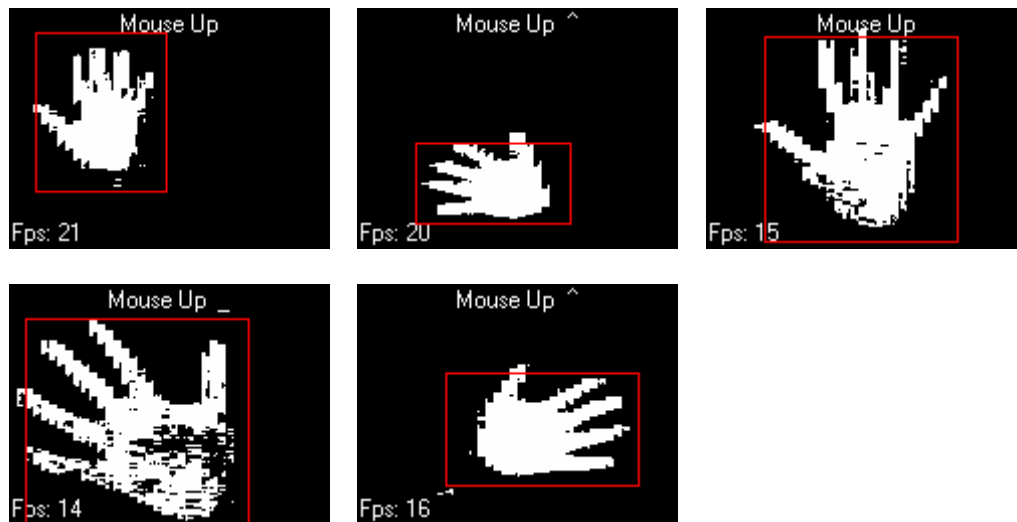 Mouse Up
Fps: 21
Mouse Up ^
Fps: 20
Mouse Up
Fps: 15
Mouse Up _
Fps: 14
Mouse Up ^
Fps: 16